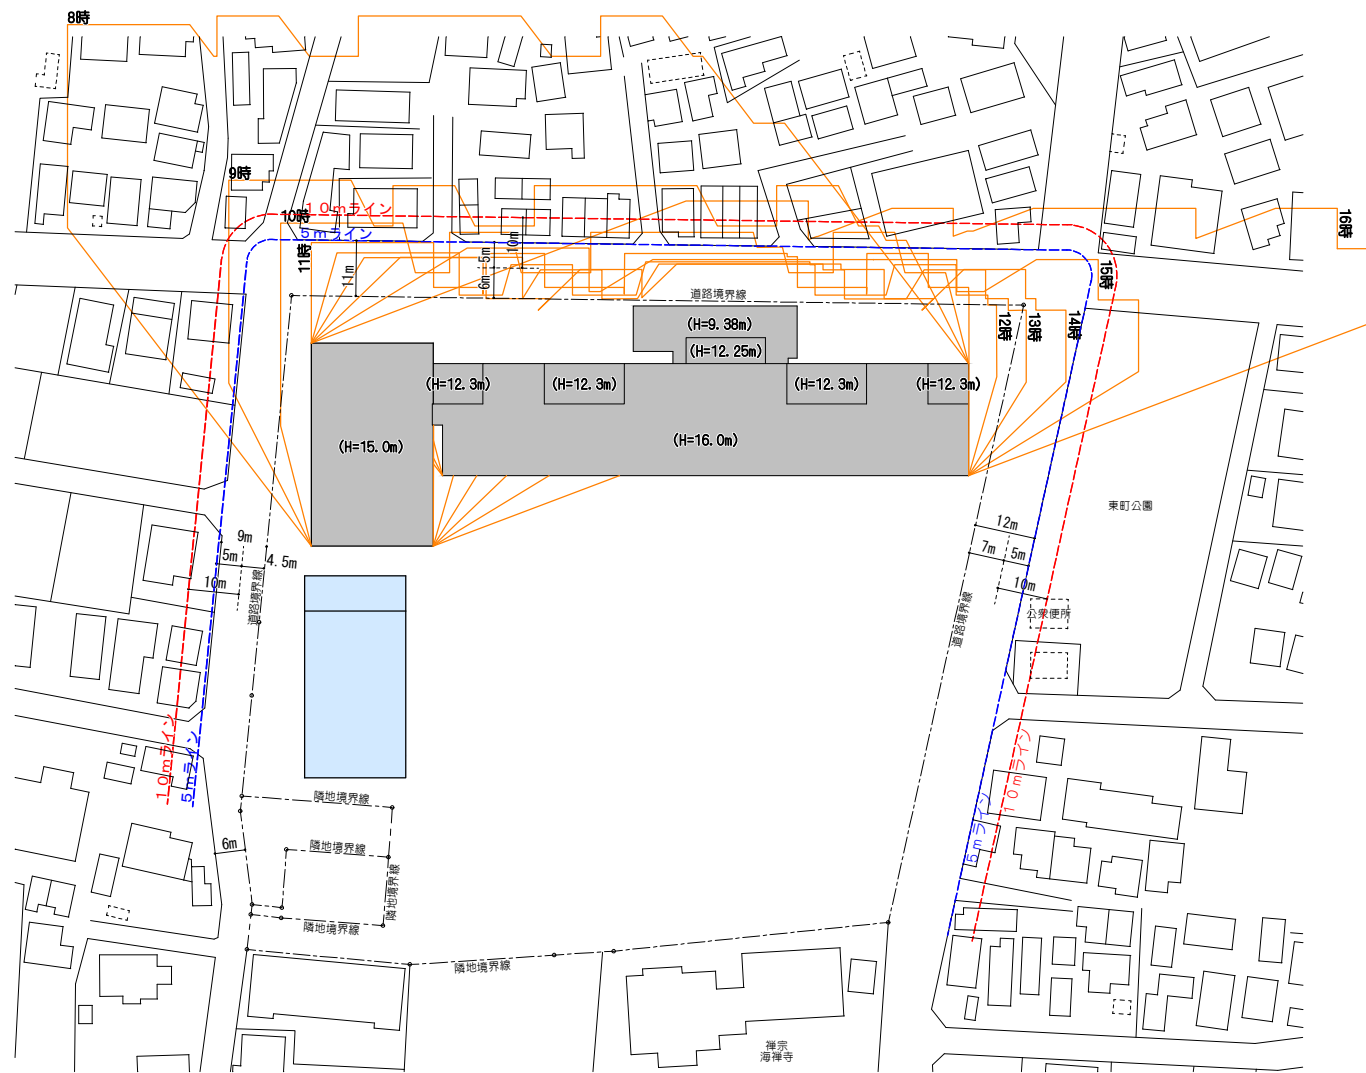 8時
9時
10時
10mライン
5mライン
11時
11m
6m
5m
10m
道路境界線
(H=9.38m)
(H=12.25m)
(H=12.3m)
(H=12.3m)
(H=12.3m)
(H=12.3m)
(H=15.0m)
(H=16.0m)
12時
13時
14時
15時
16時
東町公園
12m
7m
5m
10m
公衆便所
道路境界線
9m
5m
4.5m
10m
道路境界線
10mライン
5mライン
10mライン
5mライン
隣地境界線
6m
隣地境界線
隣地境界線
隣地境界線
隣地境界線
禅宗
海禅寺